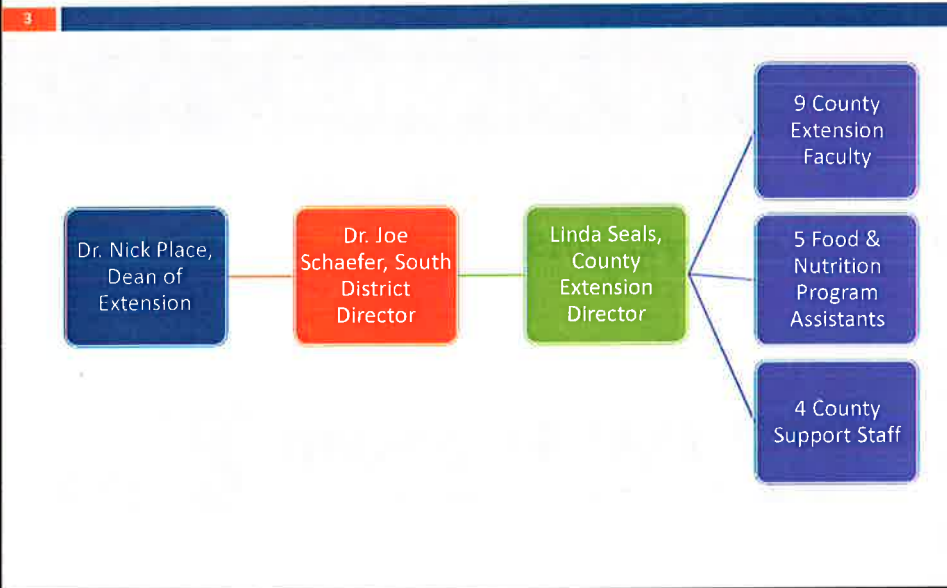 3
Dr. Nick Place,
Dean of
Extension
Dr. Joe
Schaefer, South
District
Director
Linda Seals,
County
Extension
Director
9 County
Extension
Faculty
5 Food &
Nutrition
Program
Assistants
4 County
Support Staff